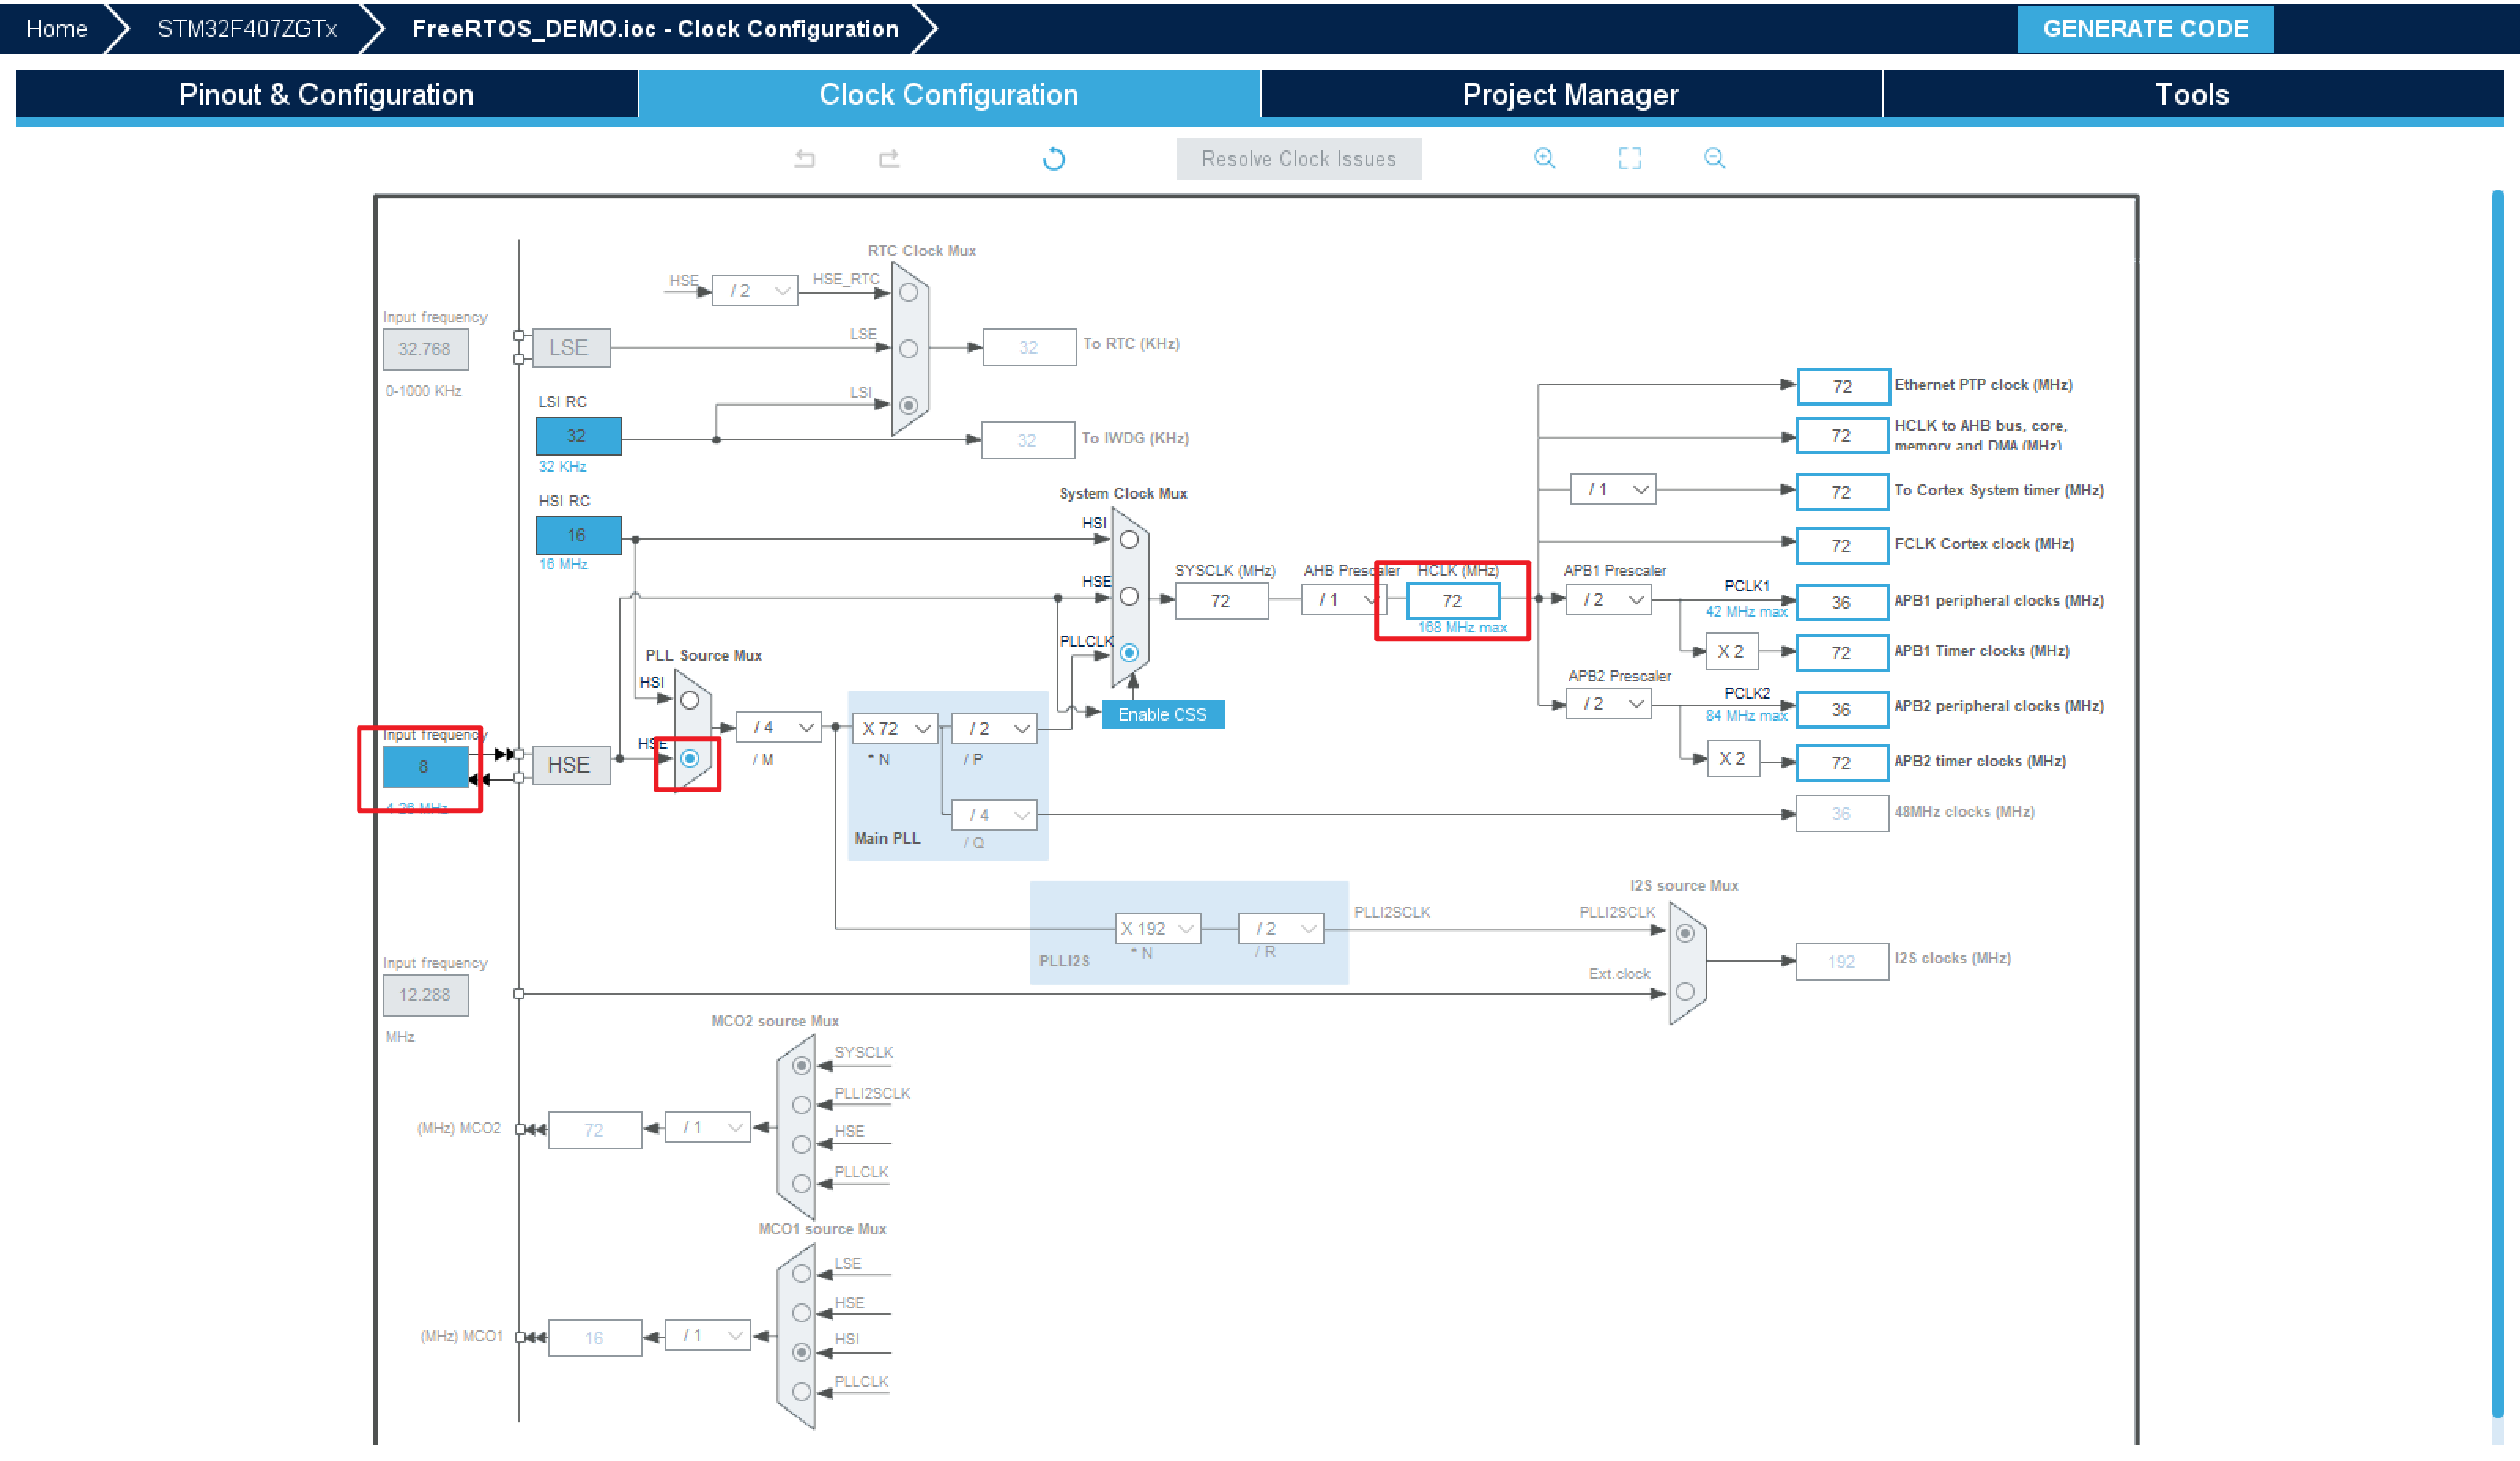 Home
STM32F407ZGTx
FreeRTOS_DEMO.ioc - Clock Configuration
GENERATE CODE
Pinout & Configuration
Clock Configuration
Project Manager
Tools
Resolve Clock Issues
RTC Clock Mux
HSE
/ 2
HSE_RTC
Input frequency
32.768
0-1000 KHz
LSE
LSE
32
To RTC (KHz)
LSI
LSI RC
32
32 KHz
32
To IWDG (KHz)
HSI RC
16
16 MHz
System Clock Mux
HSI
HSE
PLLCLK
SYSCLK (MHz)
72
AHB Prescaler
/ 1
HCLK (MHz)
72
168 MHz max
Enable CSS
72
Ethernet PTP clock (MHz)
72
HCLK to AHB bus, core,
memory and DMA (MHz)
/ 1
72
To Cortex System timer (MHz)
72
FCLK Cortex clock (MHz)
APB1 Prescaler
/ 2
PCLK1
42 MHz max
36
APB1 peripheral clocks (MHz)
X 2
72
APB1 Timer clocks (MHz)
APB2 Prescaler
/ 2
PCLK2
84 MHz max
36
APB2 peripheral clocks (MHz)
X 2
72
APB2 timer clocks (MHz)
36
48MHz clocks (MHz)
PLL Source Mux
HSI
HSE
Input frequency
8
4-26 MHz
HSE
/ 4
/ M
X 72
* N
/ 2
/ P
/ 4
/ Q
Main PLL
X 192
* N
/ 2
/ R
PLLI2S
PLLI2SCLK
I2S source Mux
PLLI2SCLK
Ext.clock
192
I2S clocks (MHz)
Input frequency
12.288
MHz
MCO2 source Mux
SYSCLK
PLLI2SCLK
HSE
PLLCLK
(MHz) MCO2
72
/ 1
MCO1 source Mux
LSE
HSE
HSI
PLLCLK
(MHz) MCO1
16
/ 1